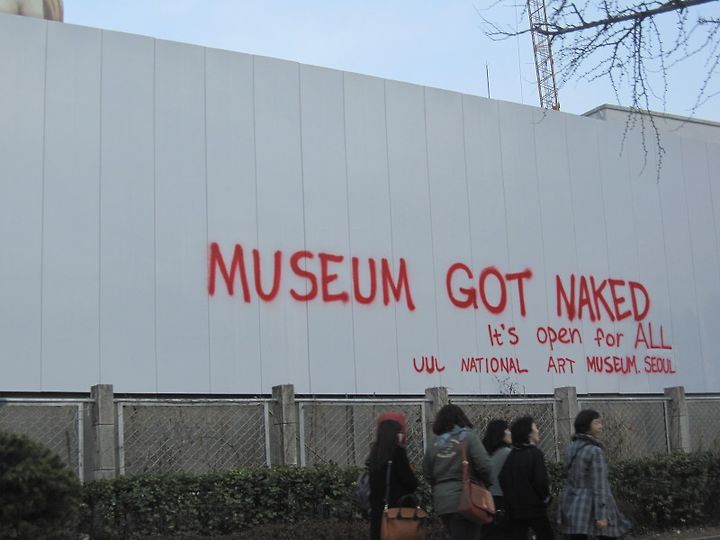 MUSEUM GOT NAKED
It's open for ALL
UUL NATIONAL ART MUSEUM. SEOUL